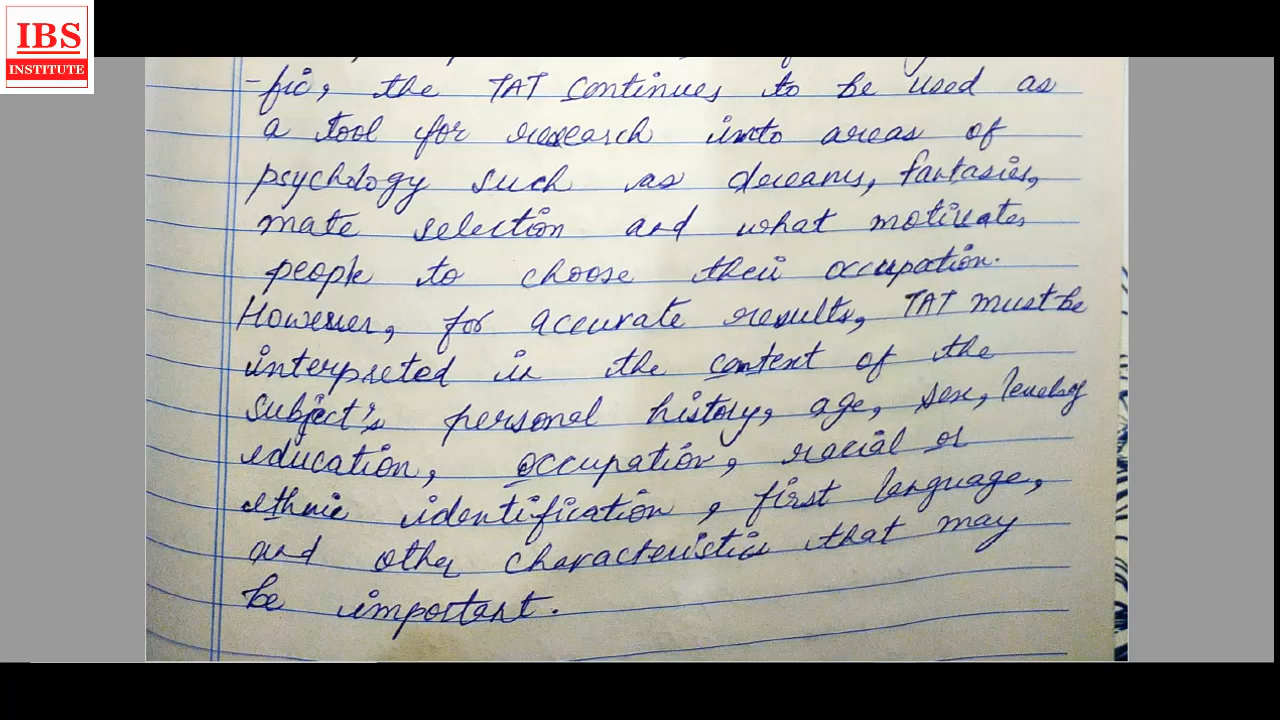 IBS
INSTITUTE
-fic, the TAT continues to be used as
a tool for research into areas of
psychology such as dreams, fantasies,
mate selection and what motivates
people to choose their occupation.
However, for accurate results, TAT must be
interpreted in the context of the
subject's personal history, age, sex, level of
education, occupation, racial or
ethnic identification, first language,
and other characteristics that may
be important.